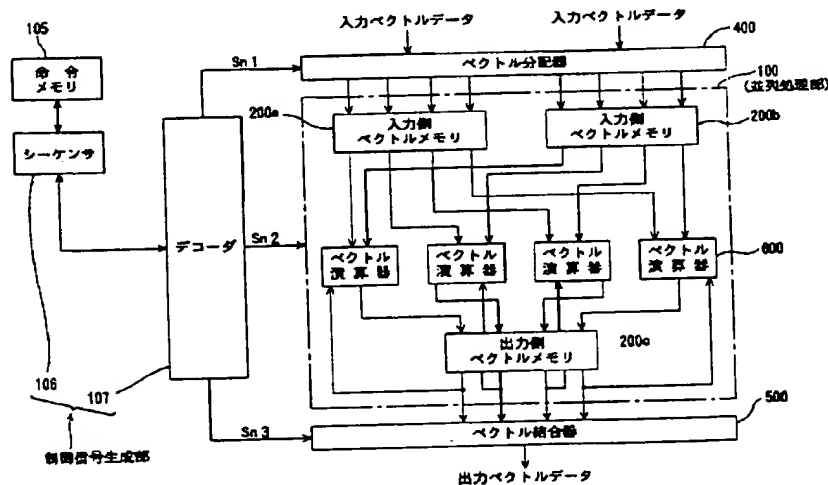 入力ベクトルデータ
入力ベクトルデータ
105
400
命令
メモリ
Sn1
ベクトル分配器
100
(並列処理部)
200a
入力側
ベクトルメモリ
入力側
ベクトルメモリ
200b
シーケンサ
デコーダ
Sn2
ベクトル
演算器
ベクトル
演算器
ベクトル
演算器
ベクトル
演算器
600
出力側
ベクトルメモリ
200c
106
107
500
Sn3
ベクトル結合器
制御信号生成部
出力ベクトルデータ